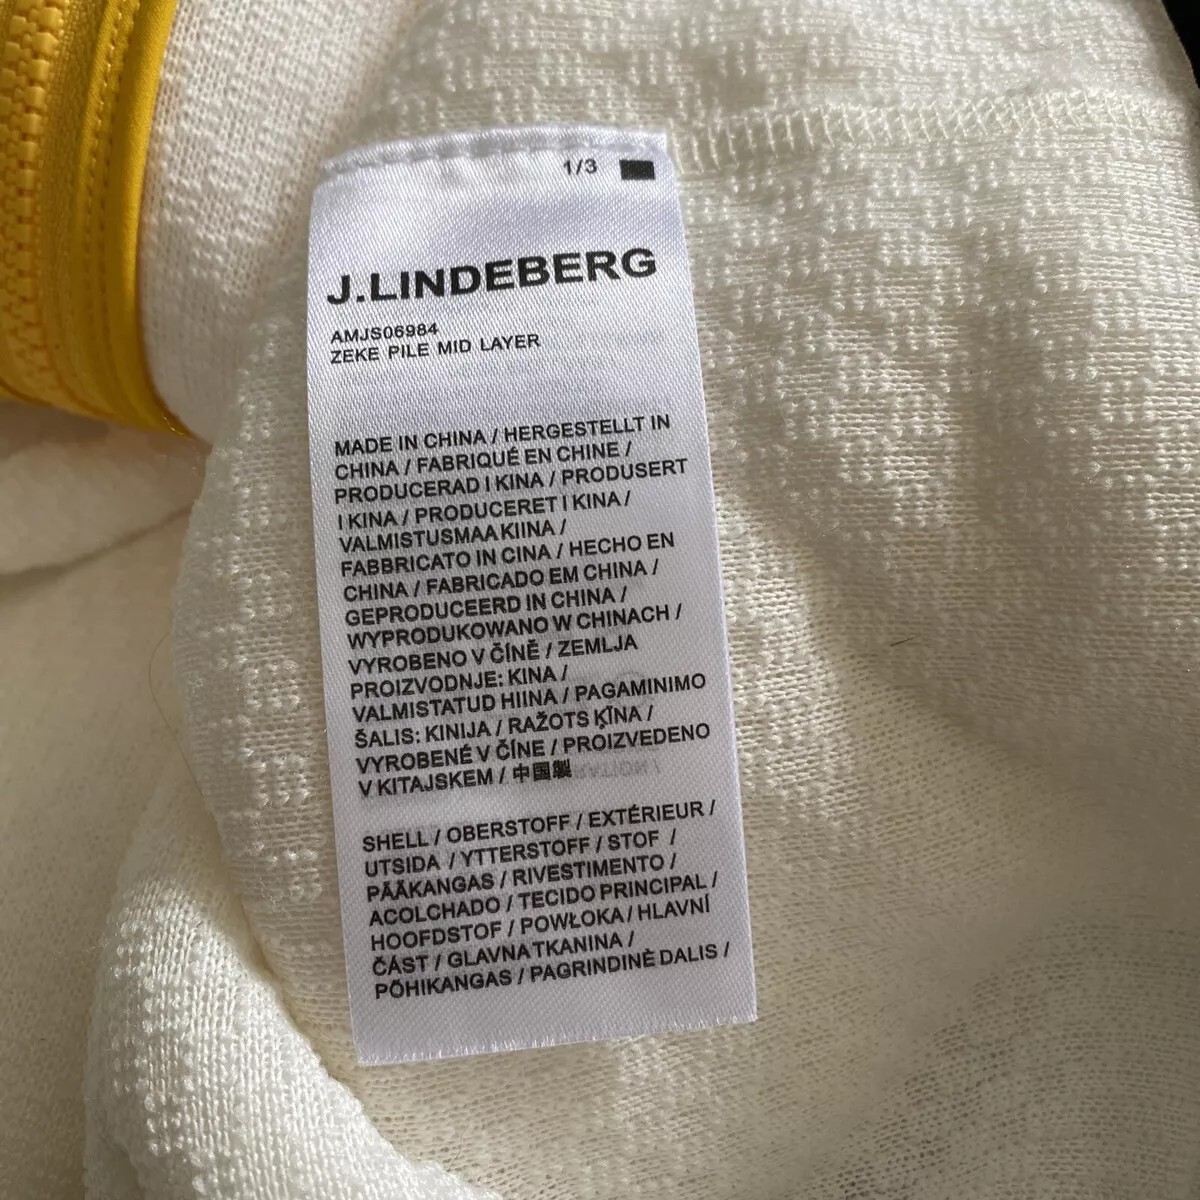 1/3
J.LINDEBERG
AMJS06984
ZEKE PILE MID LAYER
MADE IN CHINA / HERGESTELLT IN
CHINA / FABRIQUÉ EN CHINE /
PRODUCERAD I KINA / PRODUSERT
I KINA / PRODUCERET I KINA /
VALMISTUSMAA KIINA /
FABBRICATO IN CINA / HECHO EN
CHINA / FABRICADO EM CHINA /
GEPRODUCEERD IN CHINA /
WYPRODUKOWANO W CHINACH /
VYROBENO V ČÍNĚ / ZEMLJA
PROIZVODNJE: KINA /
VALMISTATUD HIINA / PAGAMINIMO
ŠALIS: KINIJA / RAŽOTS ĶĪNA /
VYROBENÉ V ČÍNE / PROIZVEDENO
V KITAJSKEM / 中国製
SHELL / OBERSTOFF / EXTÉRIEUR /
UTSIDA / YTTERSTOFF / STOF /
PÄÄKANGAS / RIVESTIMENTO /
ACOLCHADO / TECIDO PRINCIPAL /
HOOFDSTOF / POWŁOKA / HLAVNÍ
ČÁST / GLAVNA TKANINA /
PÕHIKANGAS / PAGRINDINĖ DALIS /